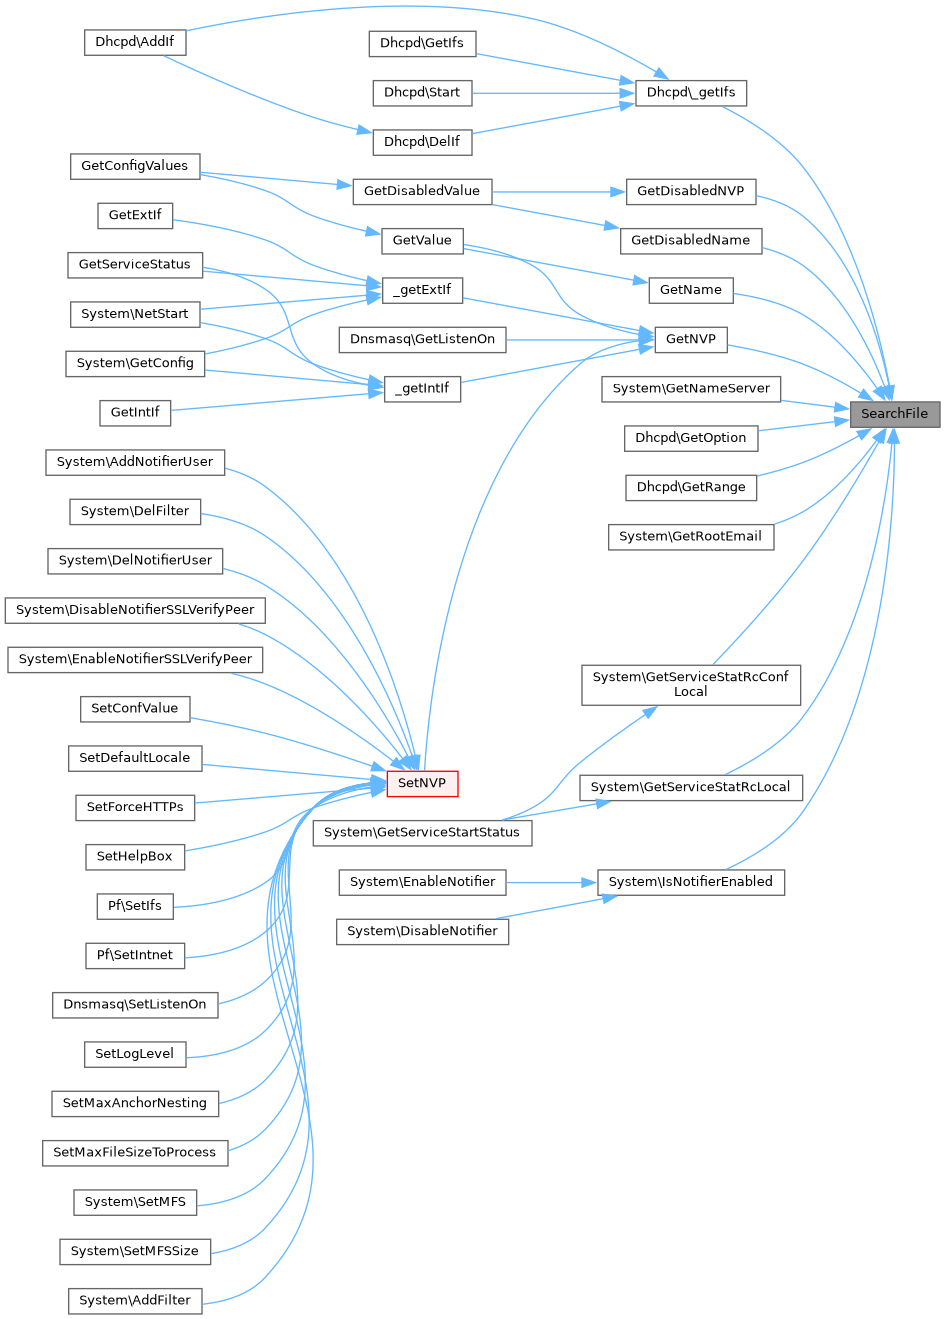 Dhcpd\AddIf
Dhcpd\GetIfs
Dhcpd\_getIfs
Dhcpd\Start
Dhcpd\DelIf
GetConfigValues
GetDisabledValue
GetDisabledNVP
GetExtIf
GetValue
GetDisabledName
GetServiceStatus
_getExtIf
GetName
System\NetStart
Dnsmasq\GetListenOn
GetNVP
System\GetConfig
_getIntIf
System\GetNameServer
GetIntIf
SearchFile
Dhcpd\GetOption
System\AddNotifierUser
Dhcpd\GetRange
System\DelFilter
System\GetRootEmail
System\DelNotifierUser
System\DisableNotifierSSLVerifyPeer
System\EnableNotifierSSLVerifyPeer
System\GetServiceStatRcConf
Local
SetConfValue
SetDefaultLocale
SetNVP
System\GetServiceStatRcLocal
SetForceHTTPs
System\GetServiceStartStatus
SetHelpBox
System\EnableNotifier
System\IsNotifierEnabled
Pf\SetIfs
System\DisableNotifier
Pf\SetIntnet
Dnsmasq\SetListenOn
SetLogLevel
SetMaxAnchorNesting
SetMaxFileSizeToProcess
System\SetMFS
System\SetMFSSize
System\AddFilter